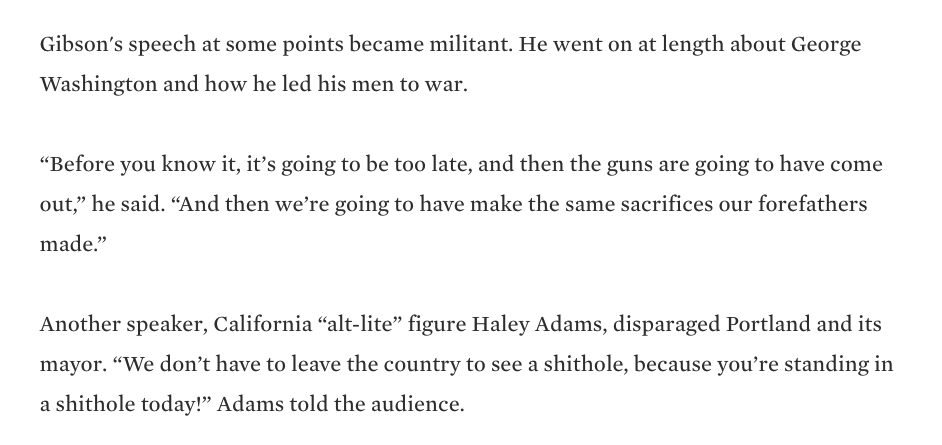 Gibson's speech at some points became militant. He went on at length about George
Washington and how he led his men to war.
“Before you know it, it’s going to be too late, and then the guns are going to have come
out,” he said. “And then we’re going to have make the same sacrifices our forefathers
made.”
Another speaker, California “alt-lite” figure Haley Adams, disparaged Portland and its
mayor. “We don’t have to leave the country to see a shithole, because you’re standing in
a shithole today!” Adams told the audience.